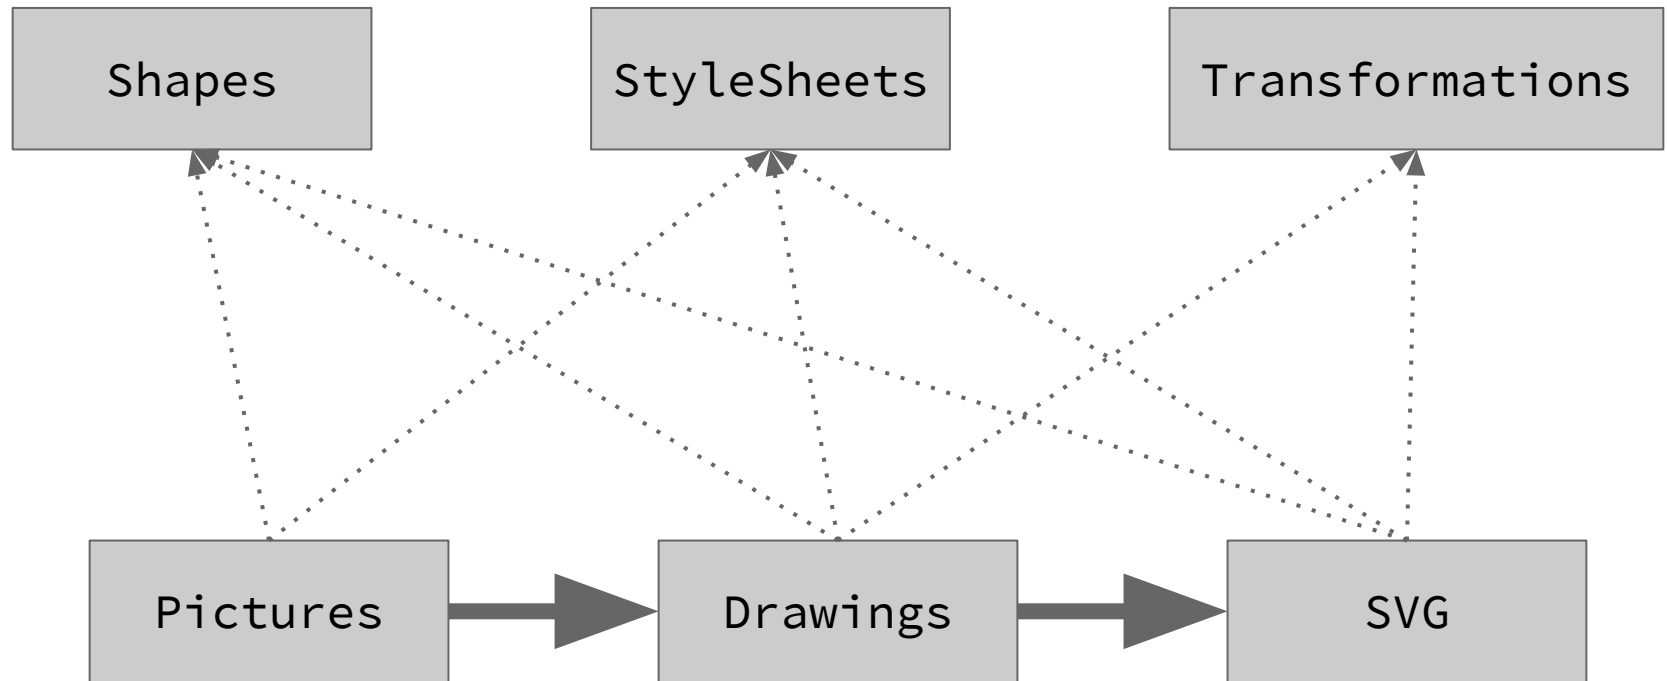 Shapes
StyleSheets
Transformations
Pictures
Drawings
SVG